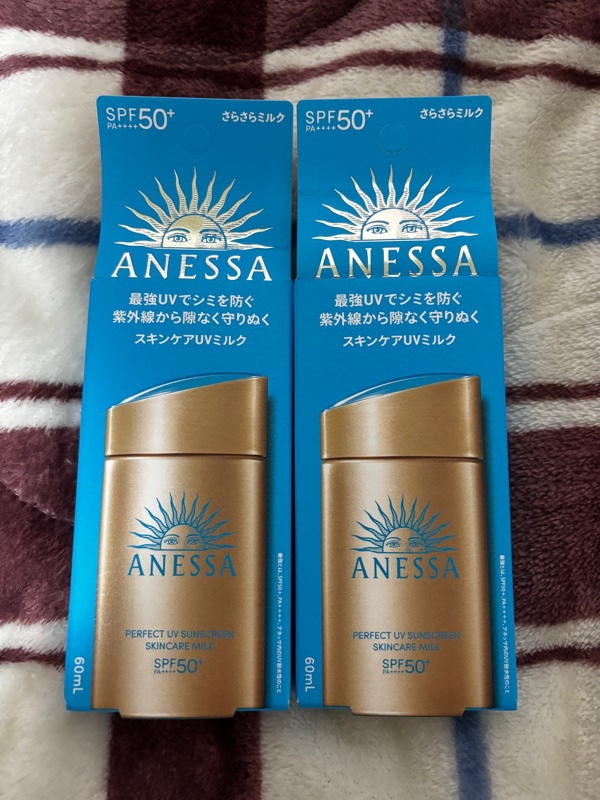 SPF50+
PA++++
さらさらミルク
ANESSA
最強UVでシミを防ぐ
紫外線から隙なく守りぬく
スキンケアUVミルク
ANESSA
PERFECT UV SUNSCREEN
SKINCARE MILK
SPF50+
PA++++
60mL
SPF50+
PA++++
さらさらミルク
ANESSA
最強UVでシミを防ぐ
紫外線から隙なく守りぬく
スキンケアUVミルク
ANESSA
PERFECT UV SUNSCREEN
SKINCARE MILK
SPF50+
PA++++
60mL